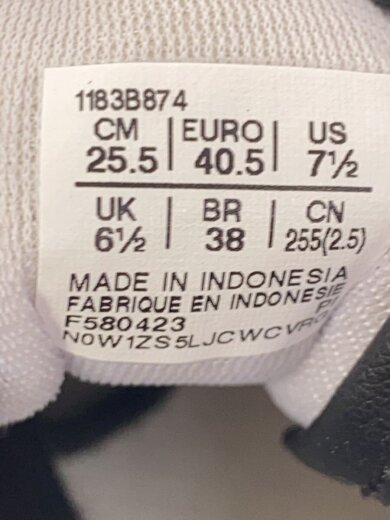 1183B874
CM | EURO | US
25.5 | 40.5 | 7½
UK | BR | CN
6½ | 38 | 255(2.5)
MADE IN INDONESIA
FABRIQUE EN INDONESIE
F580423